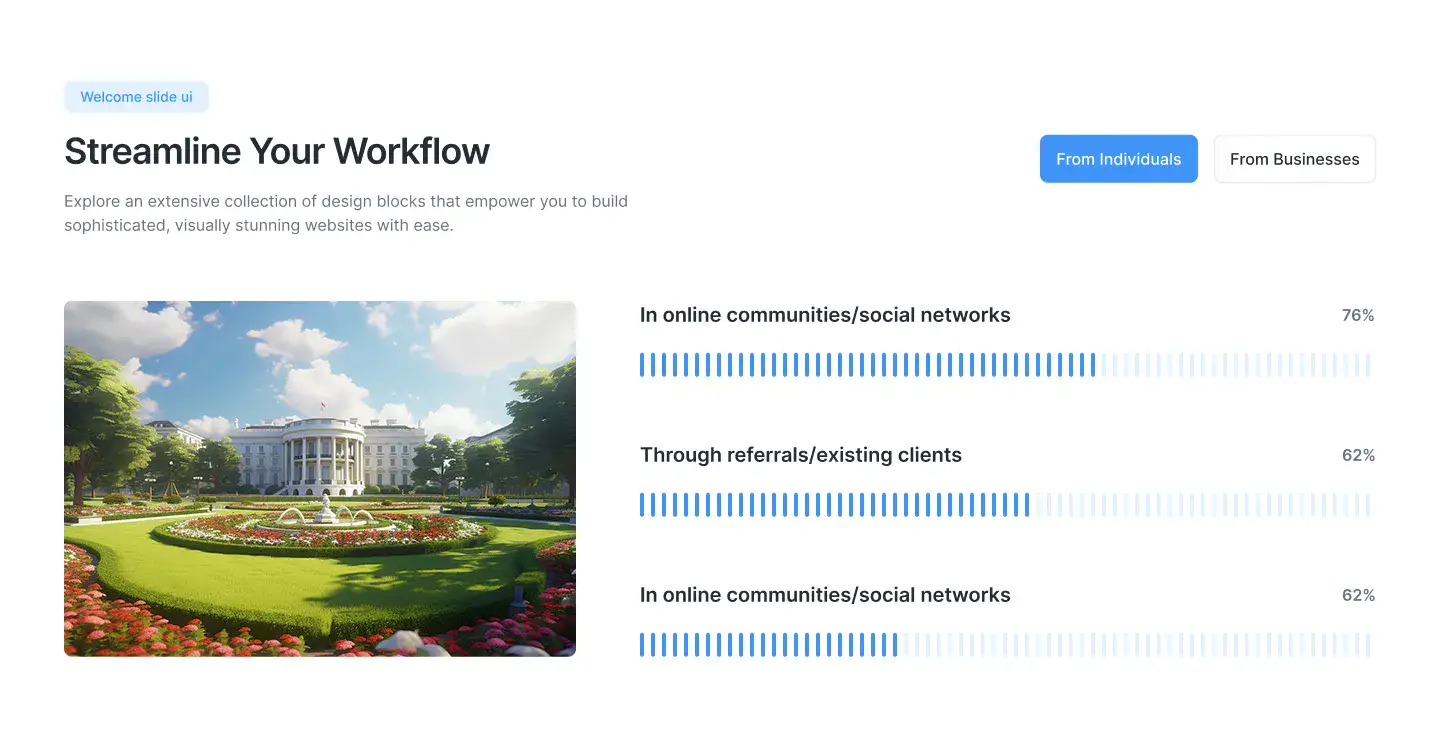 Welcome slide ui
Streamline Your Workflow
Explore an extensive collection of design blocks that empower you to build
sophisticated, visually stunning websites with ease.
From Individuals
From Businesses
In online communities/social networks
76%
Through referrals/existing clients
62%
In online communities/social networks
62%